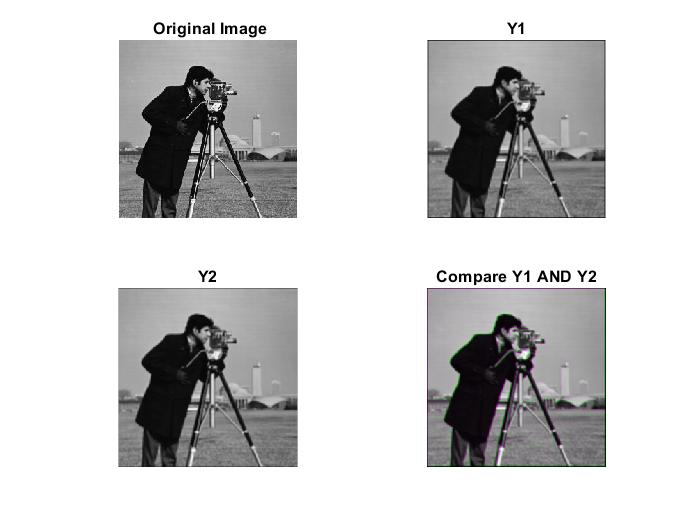 Original Image
Y1
Y2
Compare Y1 AND Y2